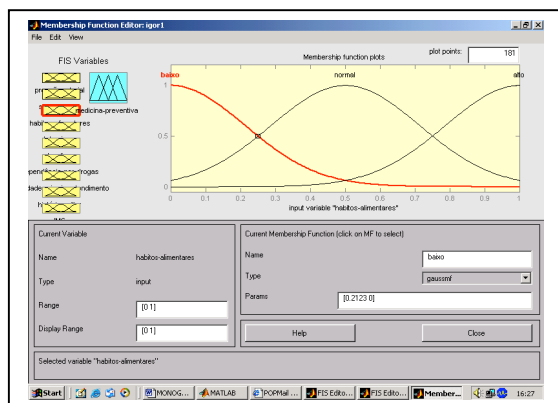 Membership Function Editor: igor1
File Edit View
FIS Variables
Membership function plots
plot points:
181
medicina-preventiva
baixo
normal
alto
1
0.5
0
0 0.1 0.2 0.3 0.4 0.5 0.6 0.7 0.8 0.9 1
input variable "habitos-alimentares"
Current Variable
Name habitos-alimentares
Type input
Range [0 1]
Display Range [0 1]
Current Membership Function (click on MF to select)
Name baixo
Type gaussmf
Params [0.2123 0]
Help
Close
Selected variable "habitos-alimentares"
Start
MONOG...
MATLAB
POPMail ...
FIS Edito...
FIS Edito...
Member...
16:27